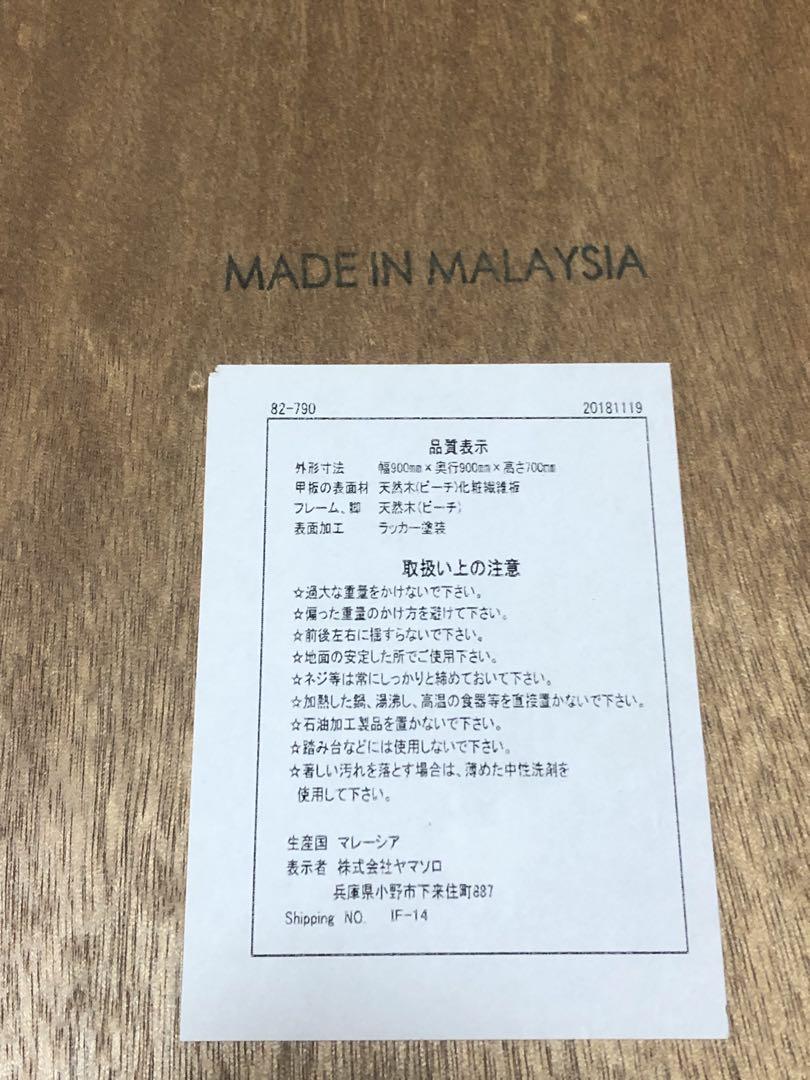 MADE IN MALAYSIA
82-790 20181119
品質表示
外形寸法 幅900mm×奥行900mm×高さ700mm
甲板の表面材 天然木(ビーチ)化粧繊維板
フレーム、脚 天然木(ビーチ)
表面加工 ラッカー塗装
取扱い上の注意
☆過大な重量をかけないで下さい。
☆偏った重量のかけ方を避けて下さい。
☆前後左右に揺すらないで下さい。
☆地面の安定した所でご使用下さい。
☆ネジ等は常にしっかりと締めておいて下さい。
☆加熱した鍋、湯沸し、高温の食器等を直接置かないで下さい。
☆石油加工製品を置かないで下さい。
☆踏み台などには使用しないで下さい。
☆著しい汚れを落とす場合は、薄めた中性洗剤を
使用して下さい。
生産国 マレーシア
表示者 株式会社ヤマソロ
兵庫県小野市下来住町887
Shipping NO. IF-14